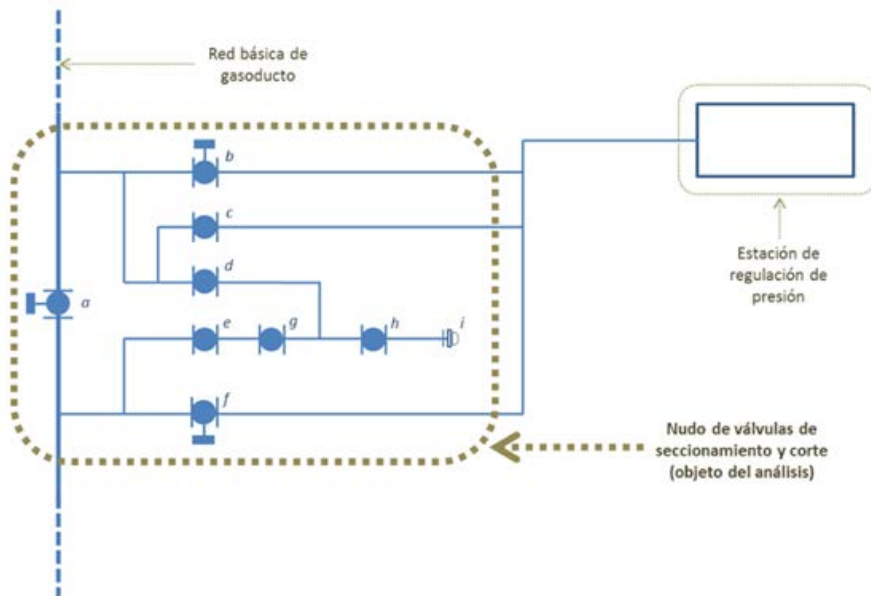 Red básica de
gasoducto
b
c
d
a
e
g
h
i
f
Estación de
regulación de
presión
Nudo de válvulas de
seccionamiento y corte
(objeto del análisis)